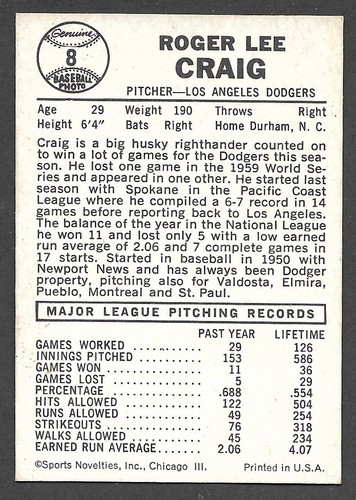 Genuine
8
BASEBALL
PHOTO
ROGER LEE
CRAIG
PITCHER—LOS ANGELES DODGERS
Age 29 Weight 190 Throws Right
Height 6'4" Bats Right Home Durham, N. C.
Craig is a big husky righthander counted on
to win a lot of games for the Dodgers this sea-
son. He lost one game in the 1959 World Se-
ries and appeared in one other. He started last
season with Spokane in the Pacific Coast
League where he compiled a 6-7 record in 14
games before reporting back to Los Angeles.
The balance of the year in the National League
he won 11 and lost only 5 with a low earned
run average of 2.06 and 7 complete games in
17 starts. Started in baseball in 1950 with
Newport News and has always been Dodger
property, pitching also for Valdosta, Elmira,
Pueblo, Montreal and St. Paul.
MAJOR LEAGUE PITCHING RECORDS
PAST YEAR LIFETIME
GAMES WORKED .......... 29 126
INNINGS PITCHED ........ 153 586
GAMES WON ............. 11 36
GAMES LOST ............ 5 29
PERCENTAGE ............ .688 .554
HITS ALLOWED .......... 122 504
RUNS ALLOWED .......... 49 254
STRIKEOUTS ............ 76 318
WALKS ALLOWED ......... 45 234
EARNED RUN AVERAGE..... 2.06 4.07
©Sports Novelties, Inc., Chicago Ill. Printed in U.S.A.